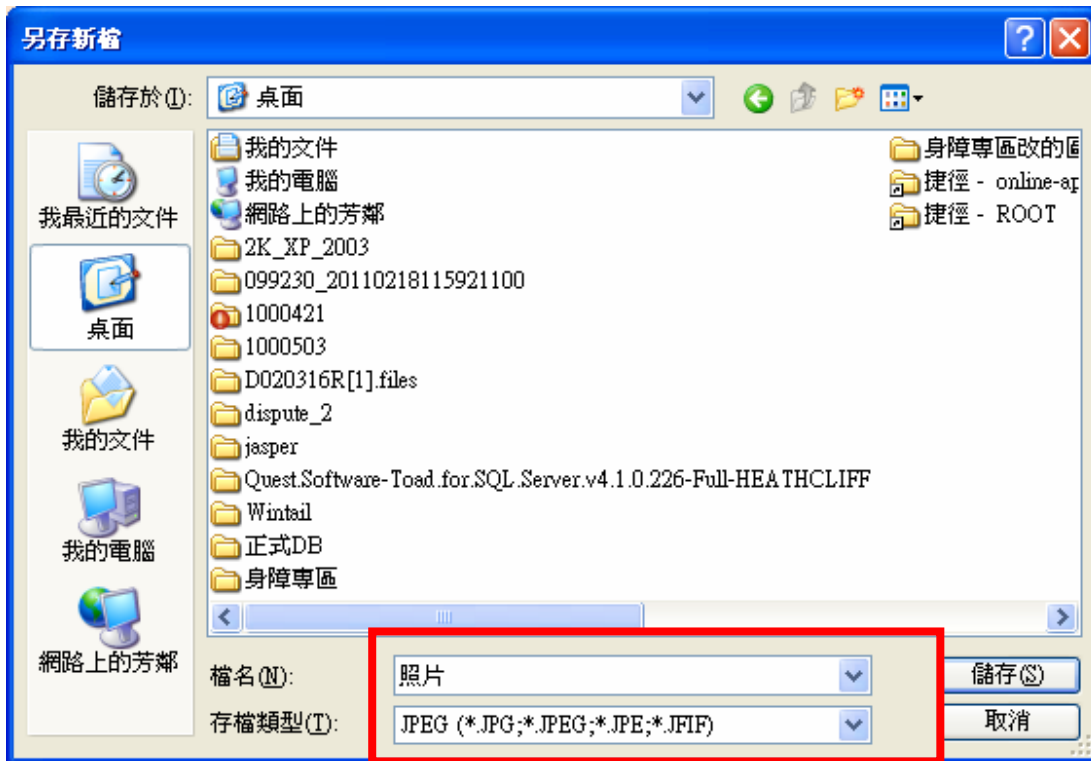 另存新檔
儲存於(I):
桌面
我最近的文件
桌面
我的文件
我的電腦
網路上的芳鄰
我的文件
我的電腦
網路上的芳鄰
2K_XP_2003
099230_20110218115921100
1000421
1000503
D020316R[1].files
dispute_2
jasper
Quest.Software-Toad.for.SQL.Server.v4.1.0.226-Full-HEATHCLIFF
Wintail
正式DB
身障專區
身障專區改的
捷徑 - online-ap
捷徑 - ROOT
檔名(N):
照片
儲存(S)
存檔類型(T):
JPEG (*.JPG;*.JPEG;*.JPE;*.JFIF)
取消